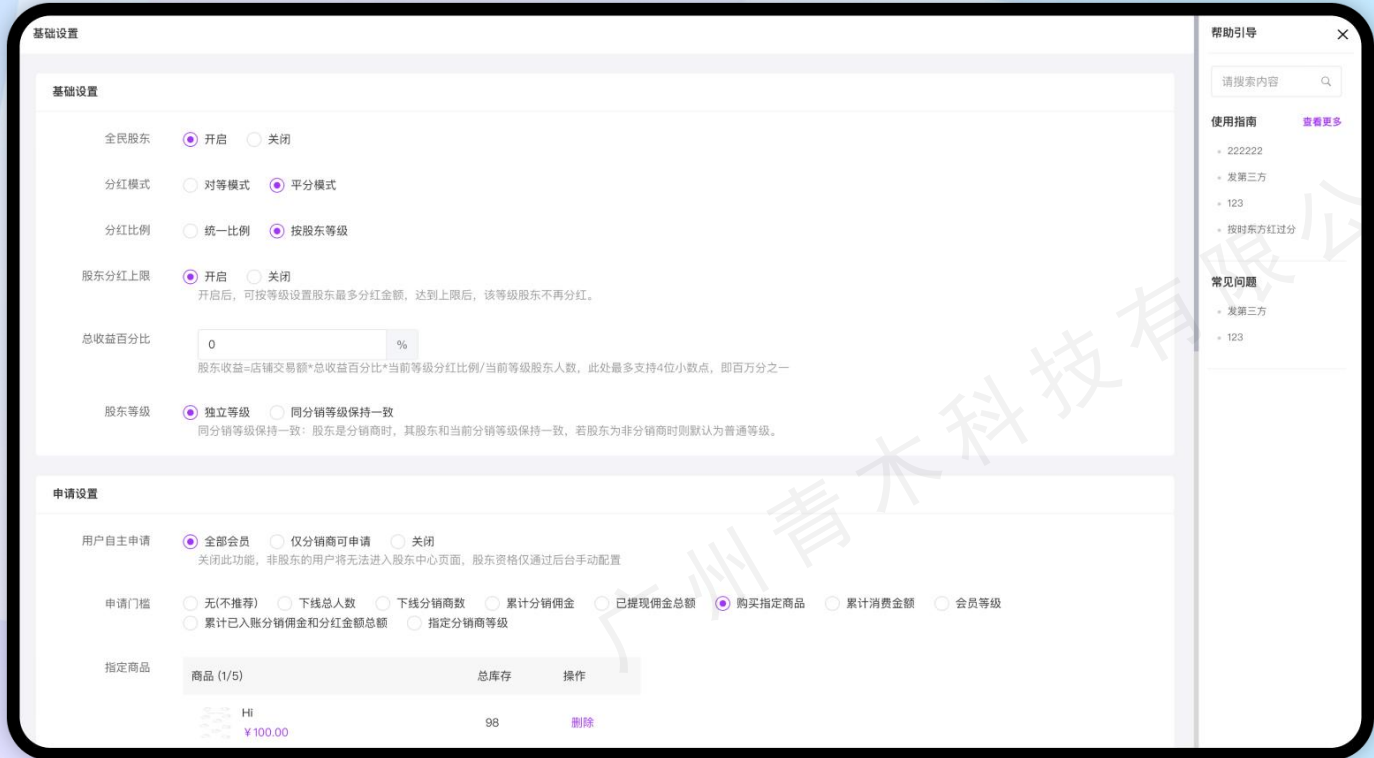 基础设置
基础设置
全民股东 开启 关闭
分红模式 对等模式 平分模式
分红比例 统一比例 按股东等级
股东分红上限 开启 关闭
开启后，可按等级设置股东最多分红金额，达到上限后，该等级股东不再分红。
总收益百分比 0 %
股东收益=店铺交易额*总收益百分比*当前等级分红比例/当前等级股东人数，此处最多支持4位小数点，即百万分之一
股东等级 独立等级 同分销等级保持一致
同分销等级保持一致：股东是分销商时，其股东和当前分销等级保持一致，若股东为非分销商时则默认为普通等级。
申请设置
用户自主申请 全部会员 仅分销商可申请 关闭
关闭此功能，非股东的用户将无法进入股东中心页面，股东资格仅通过后台手动配置
申请门槛 无(不推荐) 下线总人数 下线分销商数 累计分销佣金 已提现佣金总额 购买指定商品 累计消费金额 会员等级
累计已入账分销佣金和分红金额总额 指定分销商等级
指定商品 商品 (1/5) 总库存 操作
Hi
¥100.00 98 删除
帮助引导
请搜索内容
使用指南 查看更多
222222
发第三方
123
按时东方红过分
常见问题
发第三方
123
广州青木科技有限公